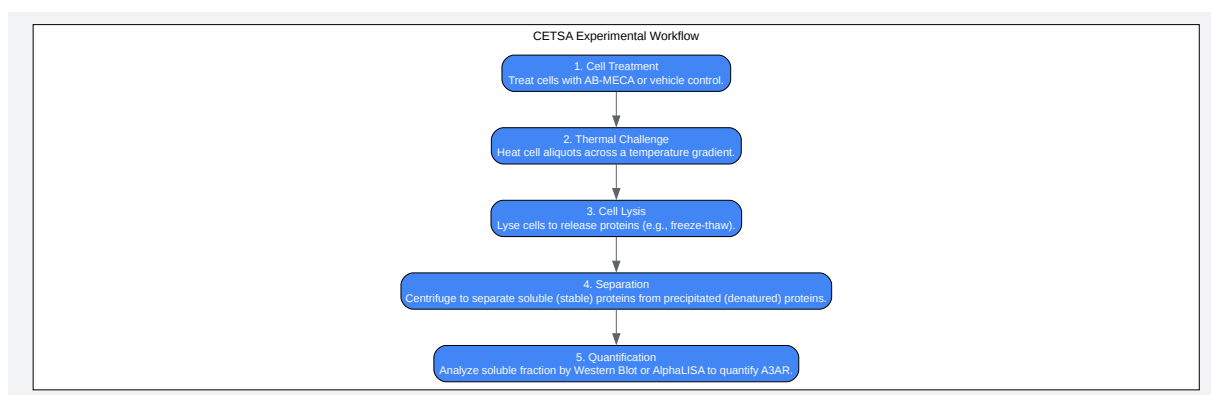 CETSA Experimental Workflow
1. Cell Treatment
Treat cells with AB-MECA or vehicle control.
2. Thermal Challenge
Heat cell aliquots across a temperature gradient.
3. Cell Lysis
Lyse cells to release proteins (e.g., freeze-thaw).
4. Separation
Centrifuge to separate soluble (stable) proteins from precipitated (denatured) proteins.
5. Quantification
Analyze soluble fraction by Western Blot or AlphaLISA to quantify A3AR.